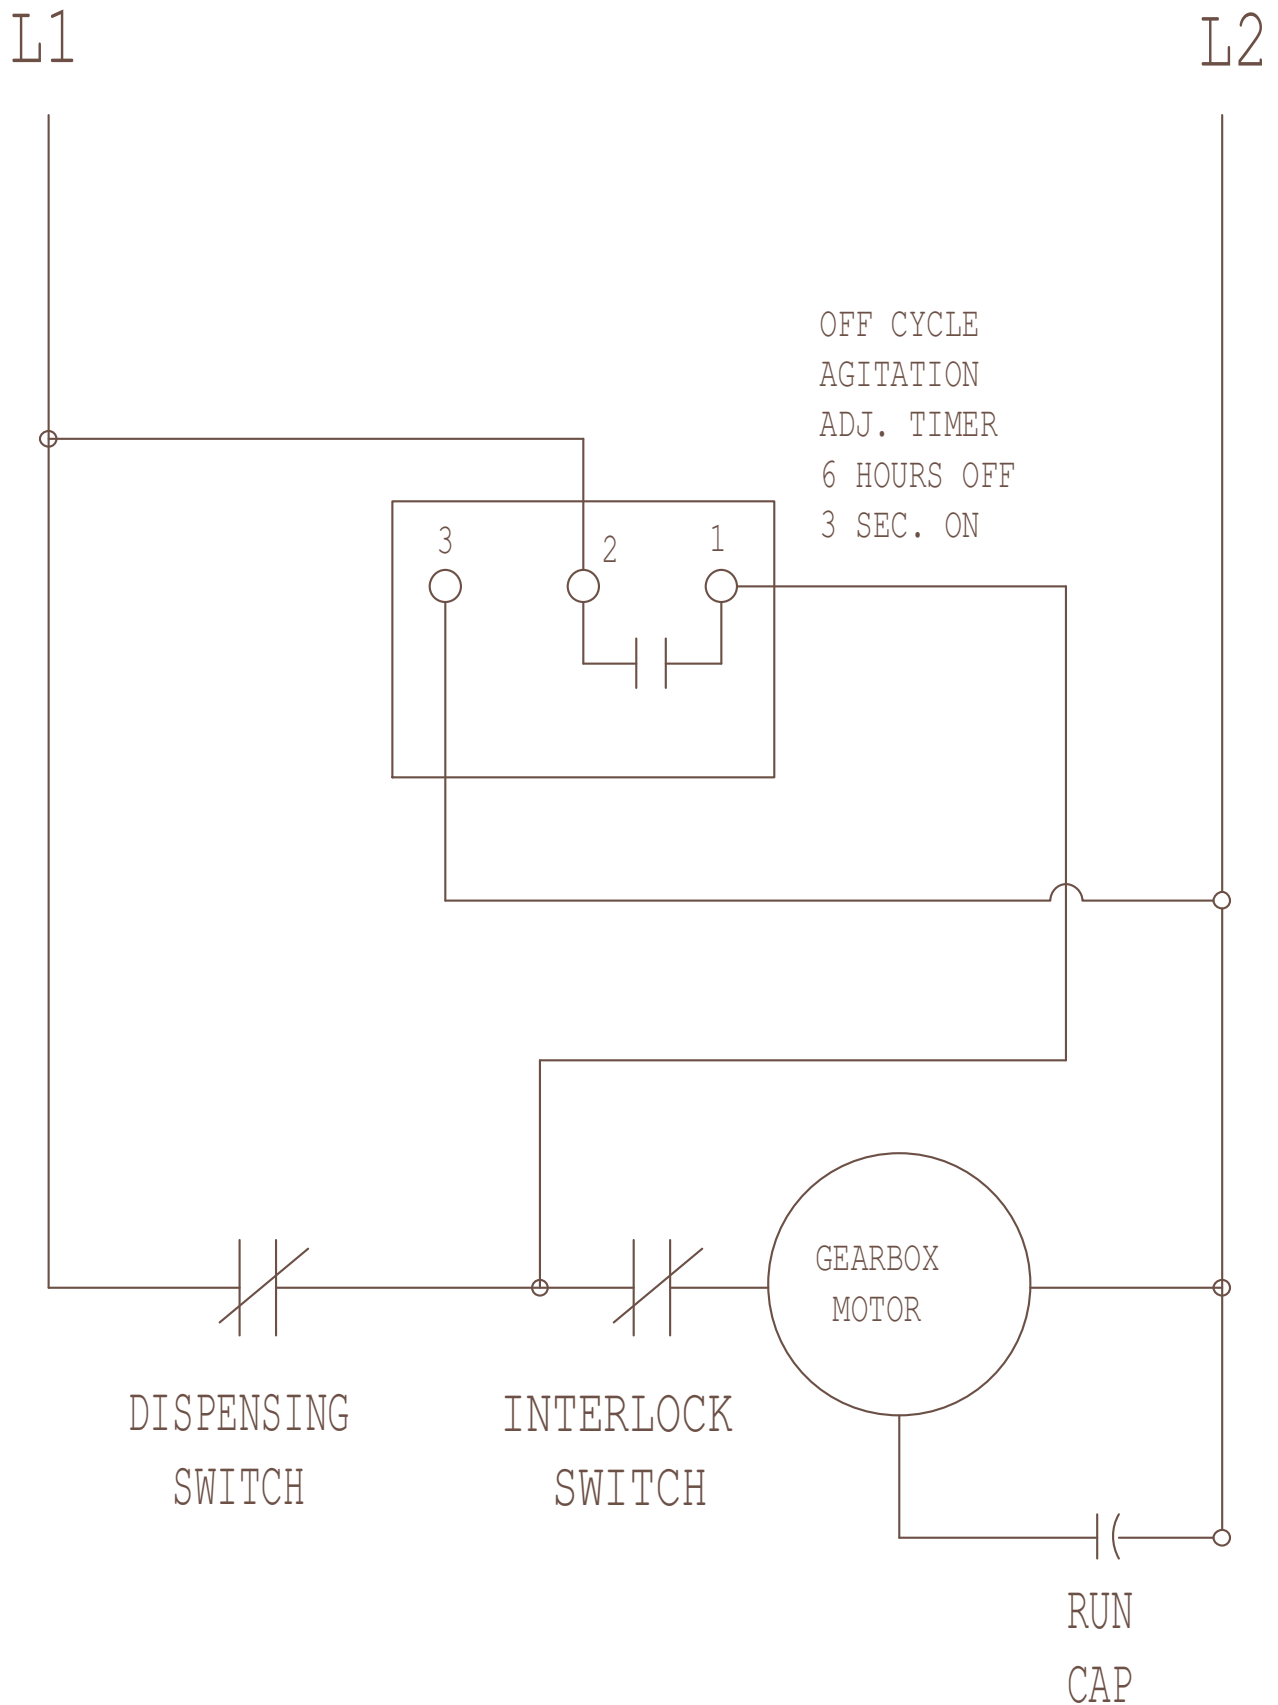 L1
L2
OFF CYCLE
AGITATION
ADJ. TIMER
6 HOURS OFF
3 SEC. ON
3
2
1
GEARBOX
MOTOR
DISPENSING
SWITCH
INTERLOCK
SWITCH
RUN
CAP